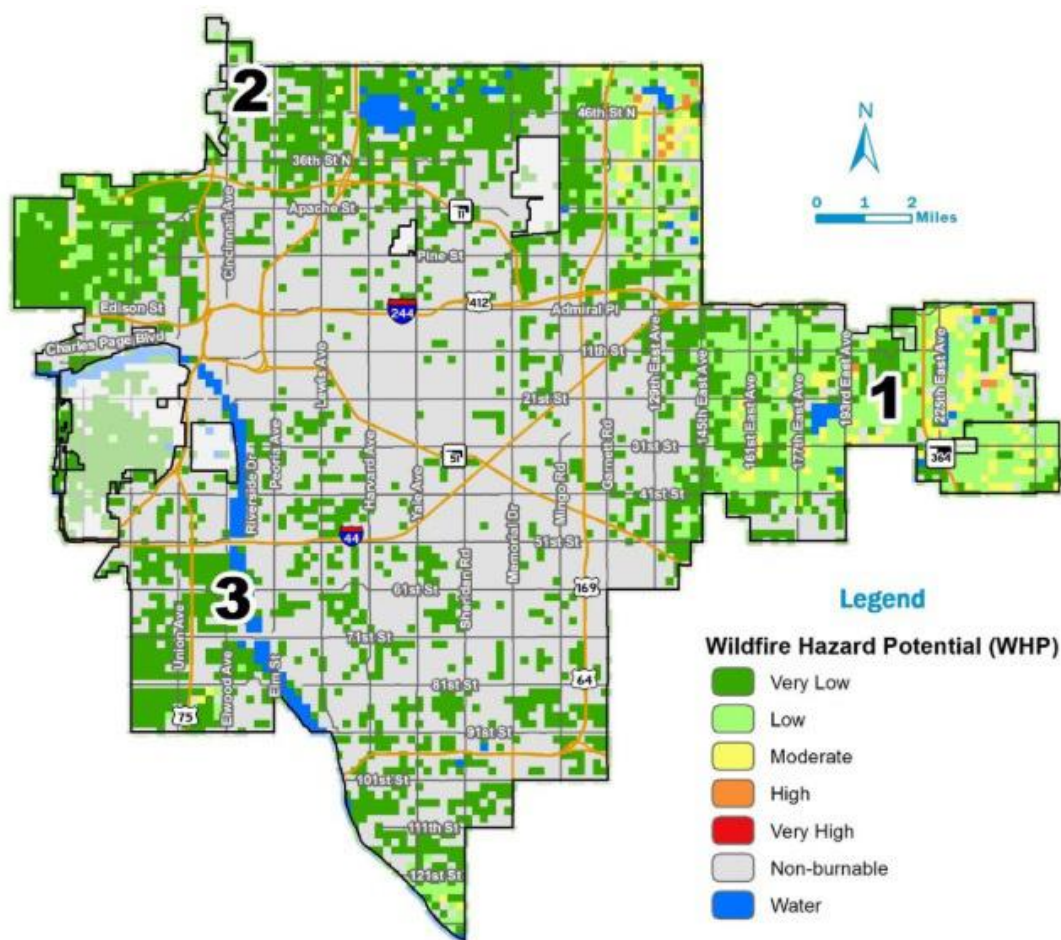 2
46th St N
N
36th St N
0 1 2
Miles
Apache St
11
Cincinnati Ave
Pine St
Edison St
244
412
Admiral Pl
Charles Page Blvd
11th St
Lewis Ave
129th East Ave
193rd East Ave
1
225th East Ave
21st St
145th East Ave
161st East Ave
177th East Ave
Riverside Dr
Peoria Ave
Harvard Ave
Yale Ave
51
31st St
Garnett Rd
Mingo Rd
364
41st St
Memorial Dr
44
51st St
Sheridan Rd
3
61st St
169
Union Ave
71st St
Elwood Ave
Elm St
81st St
64
75
91st St
101st St
111th St
121st St
Legend
Wildfire Hazard Potential (WHP)
Very Low
Low
Moderate
High
Very High
Non-burnable
Water